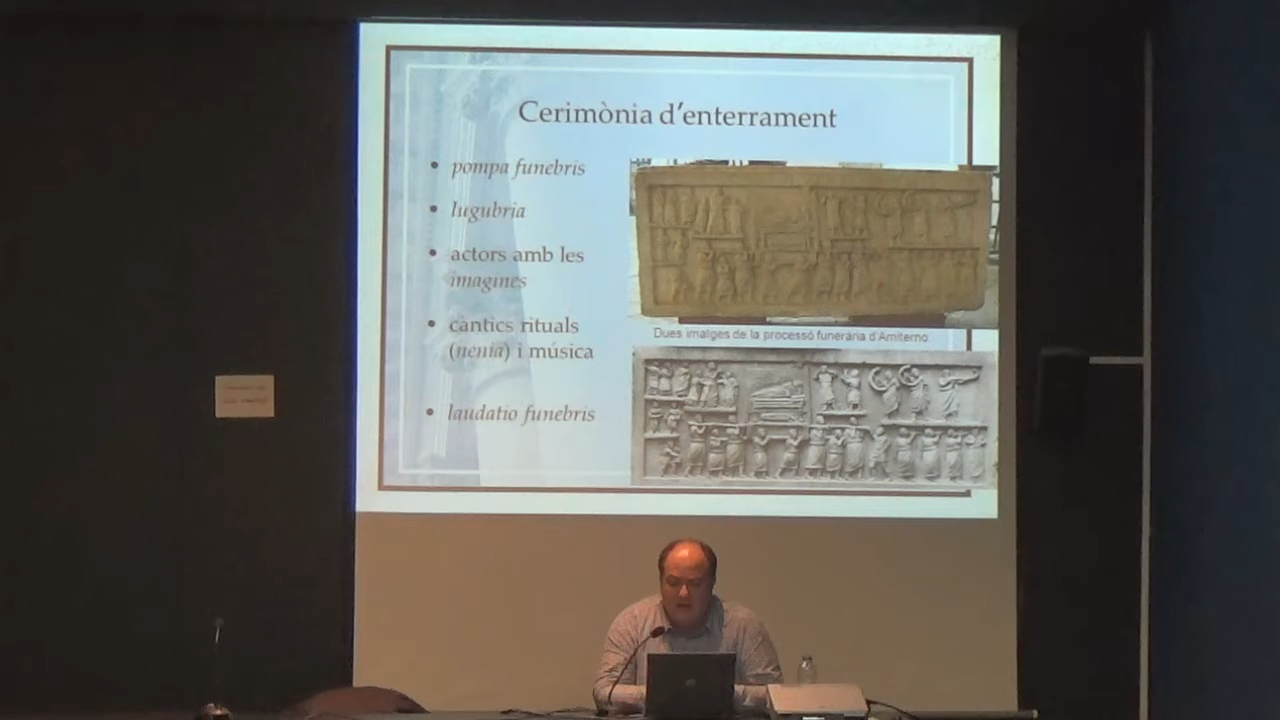 Cerimònia d'enterrament
• pompa funebris
• lugubria
• actors amb les
imagines
• càntics rituals
(nenia) i música
• laudatio funebris
Dues imatges de la processó funerària d'Amiterno.